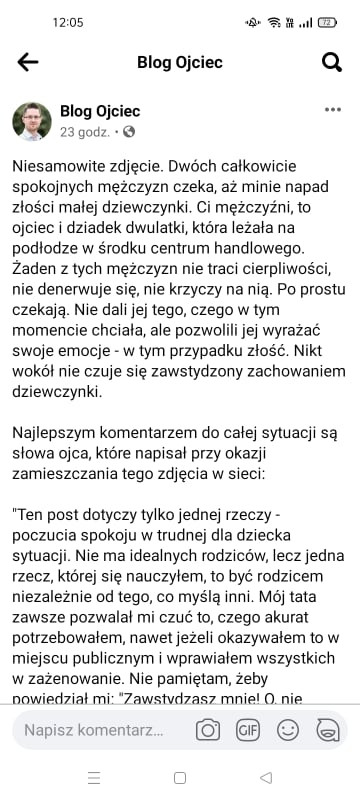 12:05
72
Blog Ojciec
Blog Ojciec
23 godz.
Niesamowite zdjęcie. Dwóch całkowicie
spokojnych mężczyzn czeka, aż minie napad
złości małej dziewczynki. Ci mężczyźni, to
ojciec i dziadek dwulatki, która leżała na
podłodze w środku centrum handlowego.
Żaden z tych mężczyzn nie traci cierpliwości,
nie denerwuje się, nie krzyczy na nią. Po prostu
czekają. Nie dali jej tego, czego w tym
momencie chciała, ale pozwolili jej wyrażać
swoje emocje - w tym przypadku złość. Nikt
wokół nie czuje się zawstydzony zachowaniem
dziewczynki.
Najlepszym komentarzem do całej sytuacji są
słowa ojca, które napisał przy okazji
zamieszczania tego zdjęcia w sieci:
"Ten post dotyczy tylko jednej rzeczy -
poczucia spokoju w trudnej dla dziecka
sytuacji. Nie ma idealnych rodziców, lecz jedna
rzecz, której się nauczyłem, to być rodzicem
niezależnie od tego, co myślą inni. Mój tata
zawsze pozwalał mi czuć to, czego akurat
potrzebowałem, nawet jeżeli okazywałem to w
miejscu publicznym i wprawiałem wszystkich
w zażenowanie. Nie pamiętam, żeby
powiedział mi: "Zawstydzasz mnie! O, nie
Napisz komentarz...
GIF